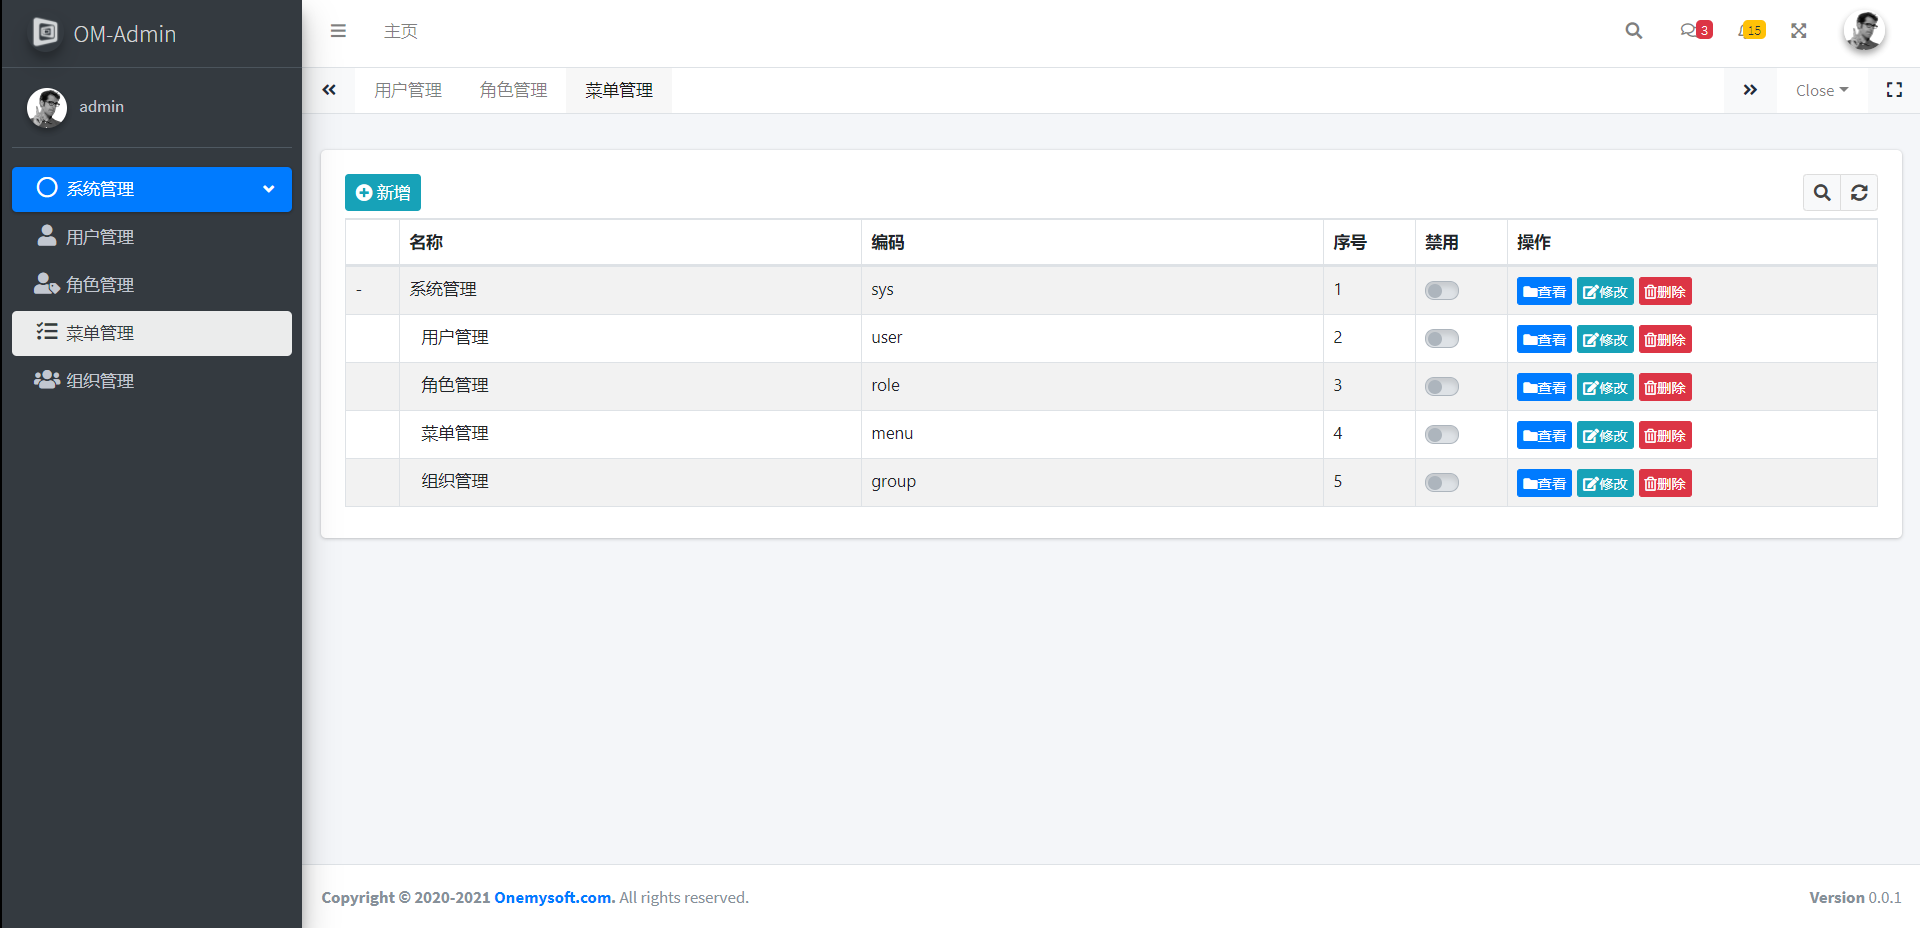 OM-Admin
主页
3
15
admin
用户管理 角色管理 菜单管理
Close
系统管理
用户管理
角色管理
菜单管理
组织管理
新增
名称 编码 序号 禁用 操作
- 系统管理 sys 1 查看 修改 删除
用户管理 user 2 查看 修改 删除
角色管理 role 3 查看 修改 删除
菜单管理 menu 4 查看 修改 删除
组织管理 group 5 查看 修改 删除
Copyright © 2020-2021 Onemysoft.com. All rights reserved.
Version 0.0.1